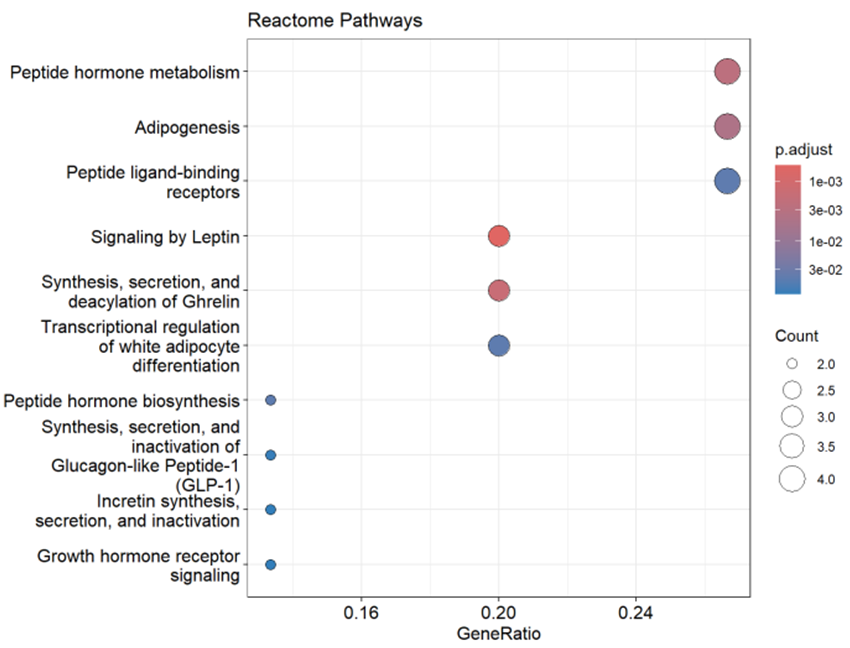 Reactome Pathways
Peptide hormone metabolism
Adipogenesis
Peptide ligand-binding
receptors
Signaling by Leptin
Synthesis, secretion, and
deacylation of Ghrelin
Transcriptional regulation
of white adipocyte
differentiation
Peptide hormone biosynthesis
Synthesis, secretion, and
inactivation of
Glucagon-like Peptide-1
(GLP-1)
Incretin synthesis,
secretion, and inactivation
Growth hormone receptor
signaling
0.16
0.20
0.24
GeneRatio
p.adjust
1e-03
3e-03
1e-02
3e-02
Count
2.0
2.5
3.0
3.5
4.0